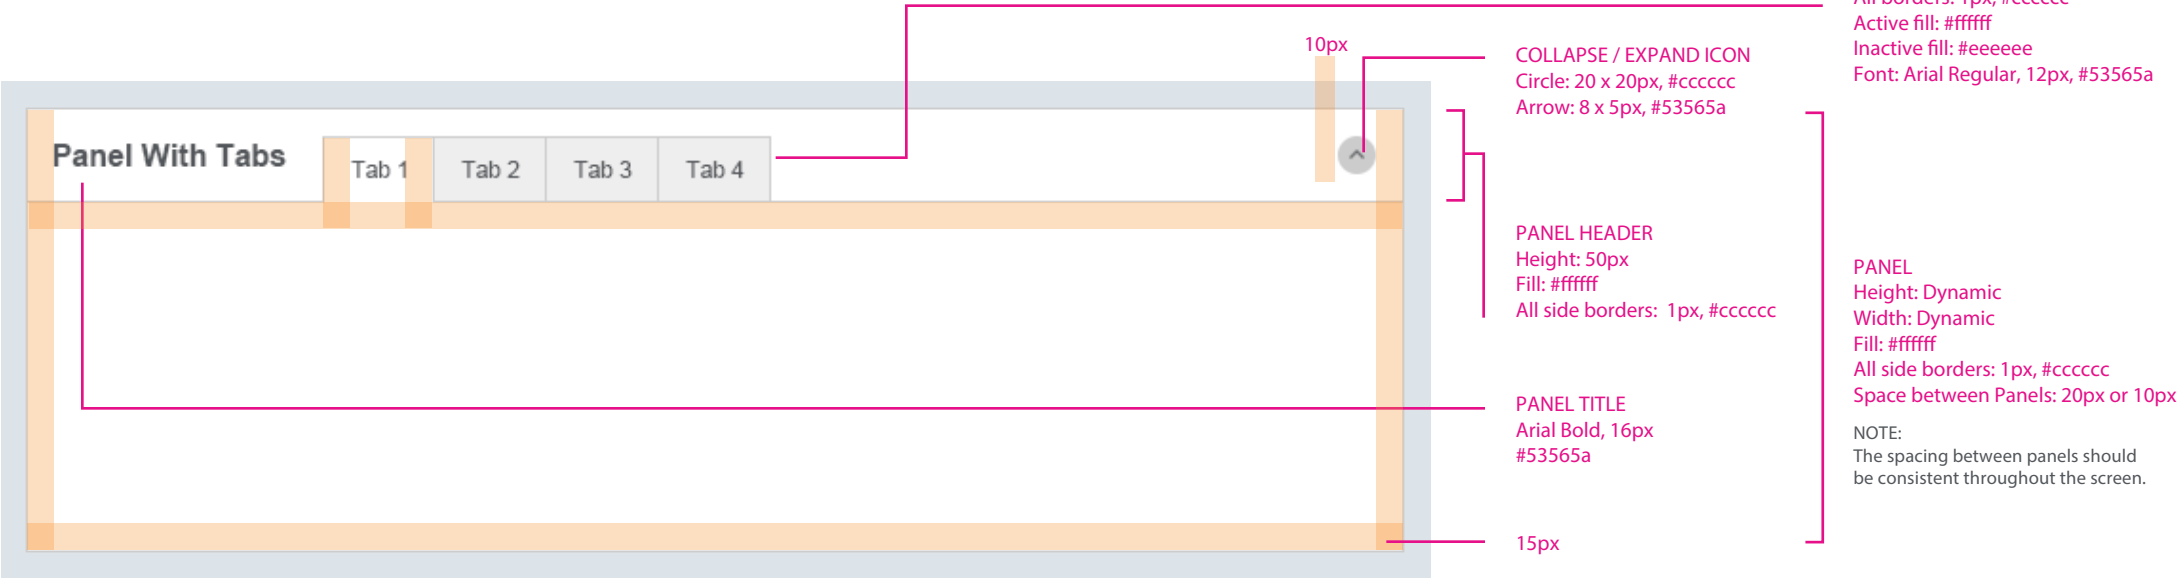 All borders: 1px, #cccccc
Active fill: #ffffff
Inactive fill: #eeeeee
Font: Arial Regular, 12px, #53565a
10px
COLLAPSE / EXPAND ICON
Circle: 20 x 20px, #cccccc
Arrow: 8 x 5px, #53565a
Panel With Tabs
Tab 1
Tab 2
Tab 3
Tab 4
PANEL HEADER
Height: 50px
Fill: #ffffff
All side borders: 1px, #cccccc
PANEL
Height: Dynamic
Width: Dynamic
Fill: #ffffff
All side borders: 1px, #cccccc
Space between Panels: 20px or 10px
NOTE:
The spacing between panels should
be consistent throughout the screen.
PANEL TITLE
Arial Bold, 16px
#53565a
15px